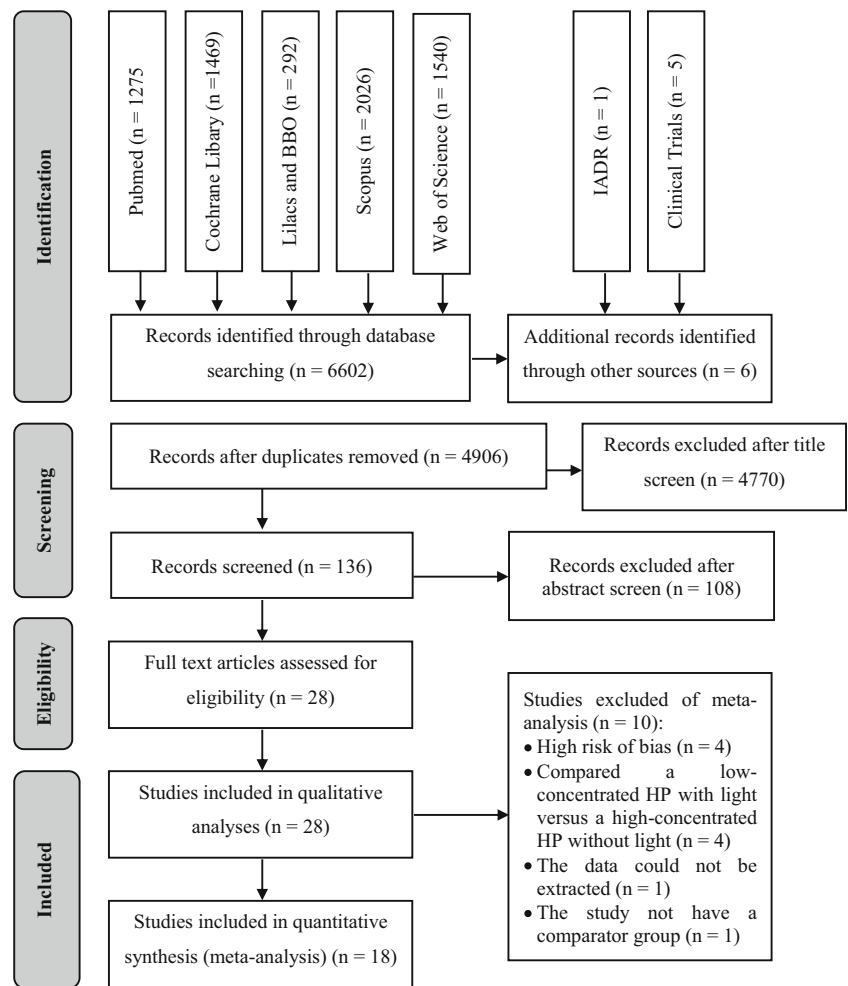 Identification
Pubmed (n = 1275
Cochrane Libary (n =1469)
Lilacs and BBO (n = 292)
Scopus (n = 2026)
Web of Science (n = 1540)
IADR (n = 1)
Clinical Trials (n = 5)
Records identified through database
searching (n = 6602)
Additional records identified
through other sources (n = 6)
Screening
Records after duplicates removed (n = 4906)
Records excluded after title
screen (n = 4770)
Records screened (n = 136)
Records excluded after
abstract screen (n = 108)
Eligibility
Full text articles assessed for
eligibility (n = 28)
Included
Studies included in qualitative
analyses (n = 28)
Studies excluded of meta-
analysis (n = 10):
• High risk of bias (n = 4)
• Compared a low-
concentrated HP with light
versus a high-concentrated
HP without light (n = 4)
• The data could not be
extracted (n = 1)
• The study not have a
comparator group (n = 1)
Studies included in quantitative
synthesis (meta-analysis) (n = 18)